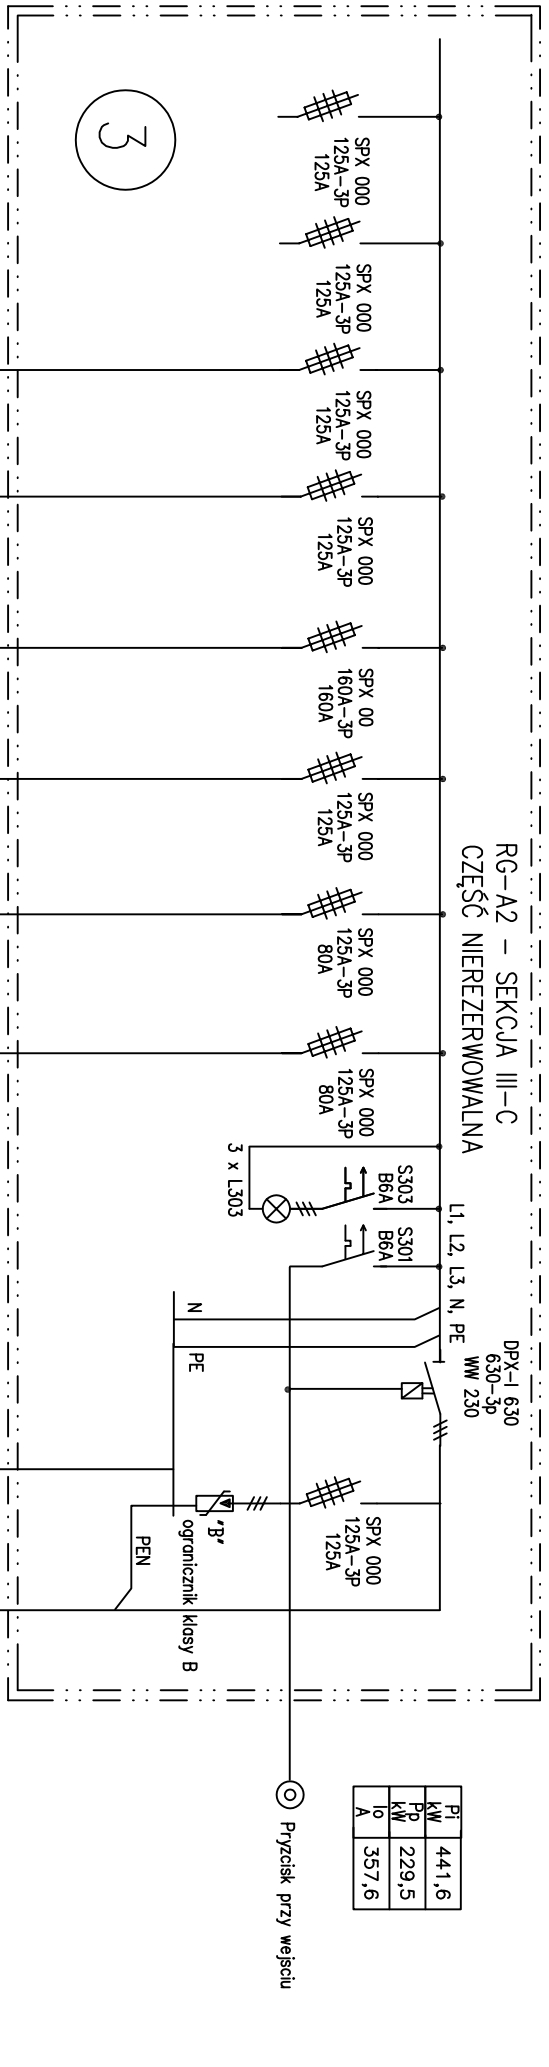 3
SPX 000
125A-3P
125A
SPX 000
125A-3P
125A
SPX 000
125A-3P
125A
SPX 000
125A-3P
125A
SPX 00
160A-3P
160A
SPX 000
125A-3P
125A
SPX 000
125A-3P
80A
SPX 000
125A-3P
80A
RG-A2 - SEKCJA III-C
CZĘŚĆ NIEREZERWOWALNA
3 x L303
S303
B6A
S301
B6A
L1, L2, L3, N, PE
N
PE
DPX-I 630
630-3p
WW 230
SPX 000
125A-3P
125A
"B"
ogranicznik klasy B
PEN
Pi
kW
441,6
Pp
kW
229,5
Io
A
357,6
Pryzcisk przy wejsciu